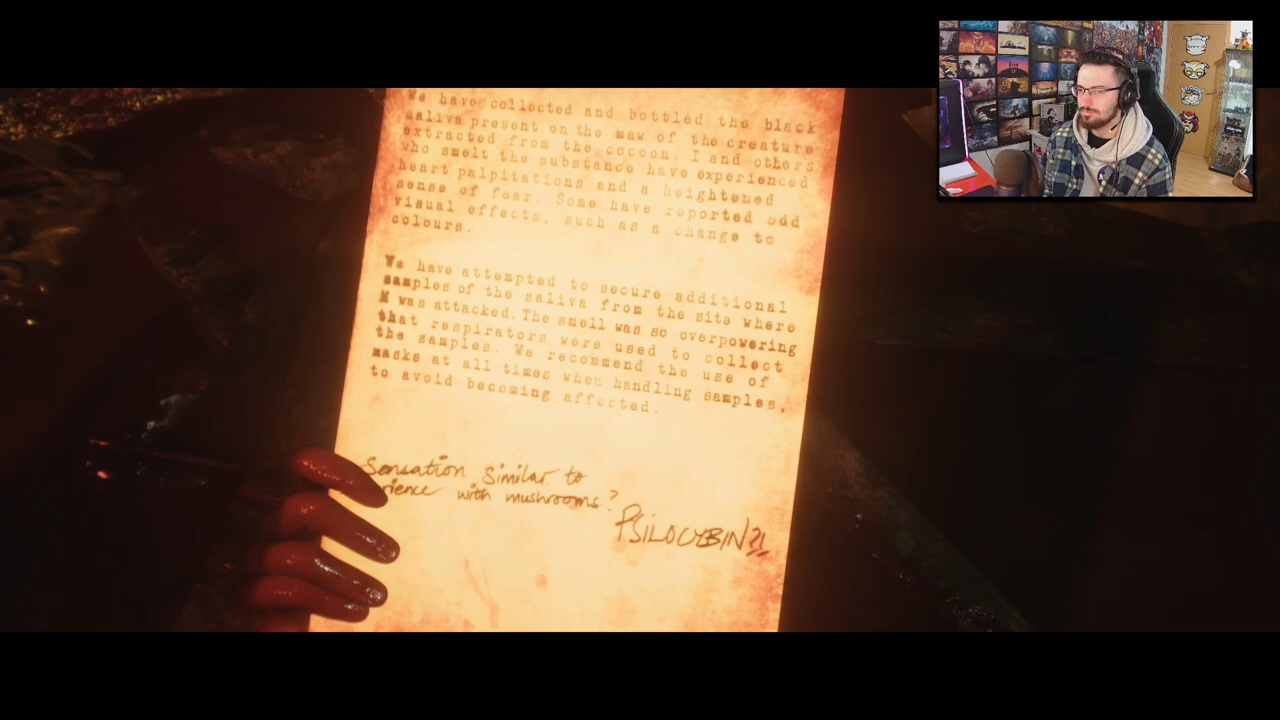 We have collected and bottled the black
saliva present on the maw of the creature
extracted from the cocoon. I and others
who smelt the substance have experienced
heart palpitations and a heightened
sense of fear. Some have reported odd
visual effects, such as a change to
colours.
We have attempted to secure additional
samples of the saliva from the site where
M was attacked. The smell was so overpowering
that respirators were used to collect
the samples. We recommend the use of
masks at all times when handling samples,
to avoid becoming affected.
Sensation similar to
rience with mushrooms?
PSILOCYBIN?!